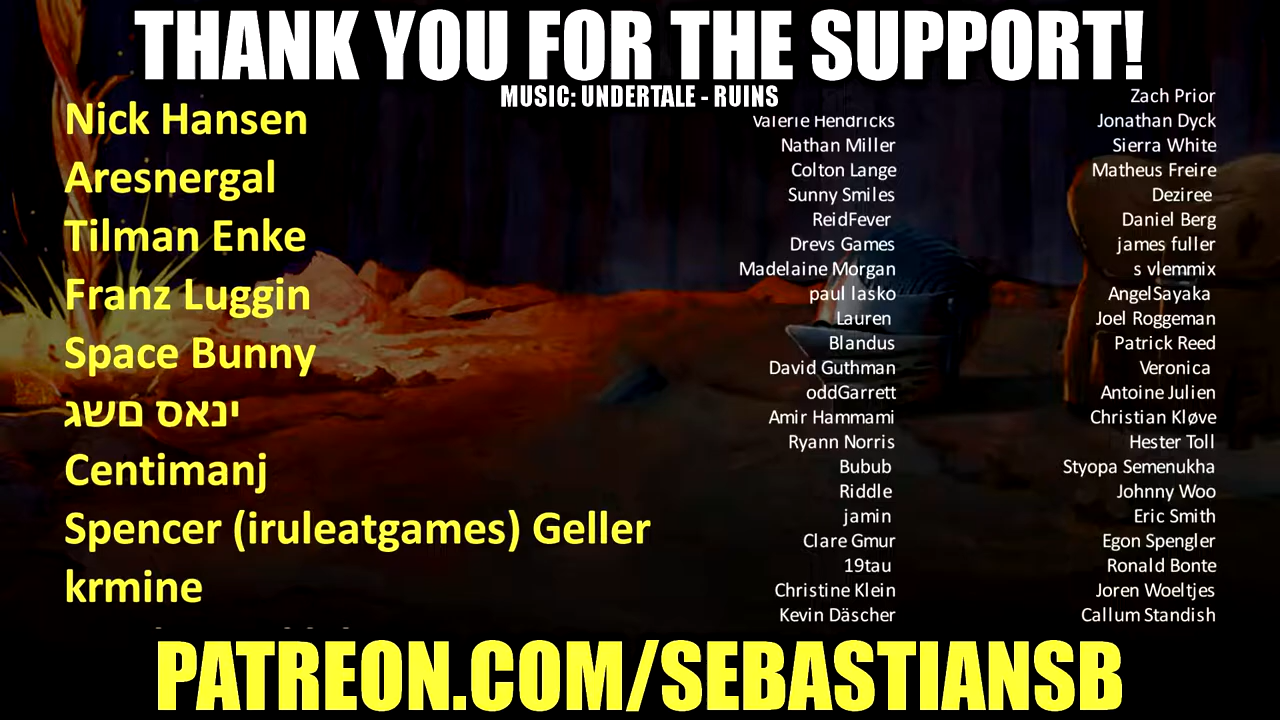 THANK YOU FOR THE SUPPORT!
MUSIC: UNDERTALE - RUINS
Nick Hansen
Aresnergal
Tilman Enke
Franz Luggin
Space Bunny
גשם סאני
Centimanj
Spencer (iruleatgames) Geller
krmine
Valerie Hendricks
Nathan Miller
Colton Lange
Sunny Smiles
ReidFever
Drevs Games
Madelaine Morgan
paul lasko
Lauren
Blandus
David Guthman
oddGarrett
Amir Hammami
Ryann Norris
Bubub
Riddle
jamin
Clare Gmur
19tau
Christine Klein
Kevin Däscher
Zach Prior
Jonathan Dyck
Sierra White
Matheus Freire
Deziree
Daniel Berg
james fuller
s vlemmix
AngelSayaka
Joel Roggeman
Patrick Reed
Veronica
Antoine Julien
Christian Kløve
Hester Toll
Styopa Semenukha
Johnny Woo
Eric Smith
Egon Spengler
Ronald Bonte
Joren Woeltjes
Callum Standish
PATREON.COM/SEBASTIANSB